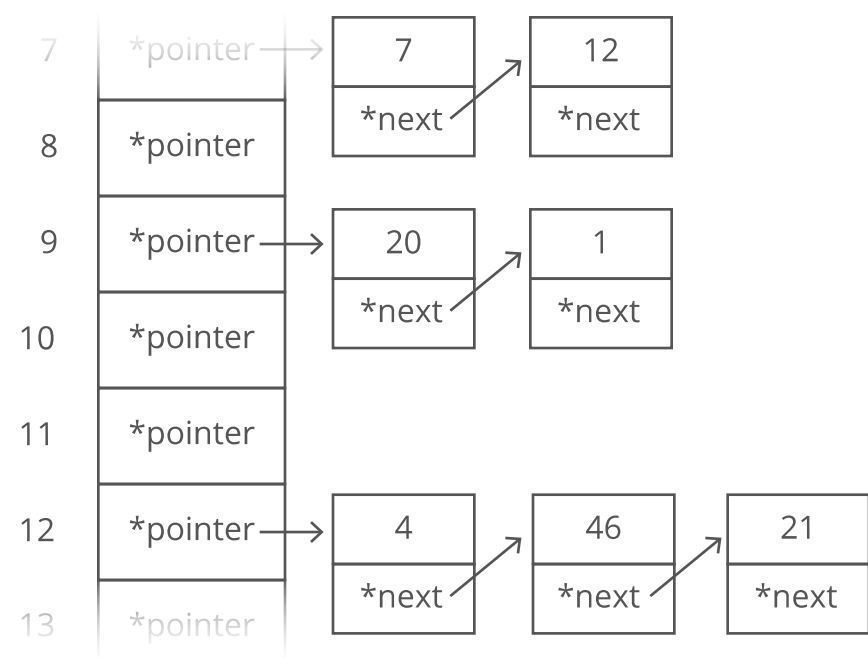 7 *pointer 7 12
*next *next
8 *pointer
9 *pointer 20 1
*next *next
10 *pointer
11 *pointer
12 *pointer 4 46 21
*next *next *next
13 *pointer